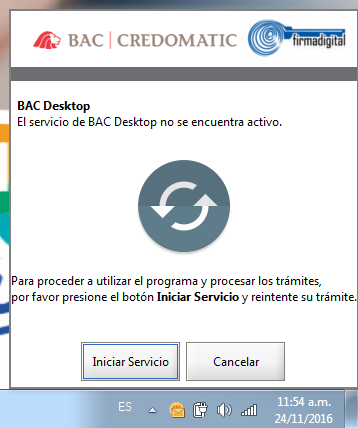 BAC | CREDOMATIC firmadigital
BAC Desktop
El servicio de BAC Desktop no se encuentra activo.
Para proceder a utilizar el programa y procesar los trámites,
por favor presione el botón Iniciar Servicio y reintente su trámite.
Iniciar Servicio Cancelar
ES 11:54 a.m.
24/11/2016